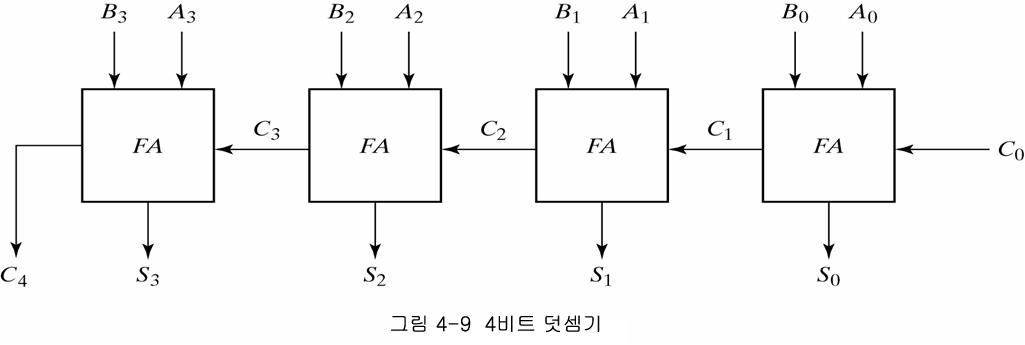 B₃ A₃ B₂ A₂ B₁ A₁ B₀ A₀
FA C₃ FA C₂ FA C₁ FA C₀
C₄ S₃ S₂ S₁ S₀
그림 4-9 4비트 덧셈기